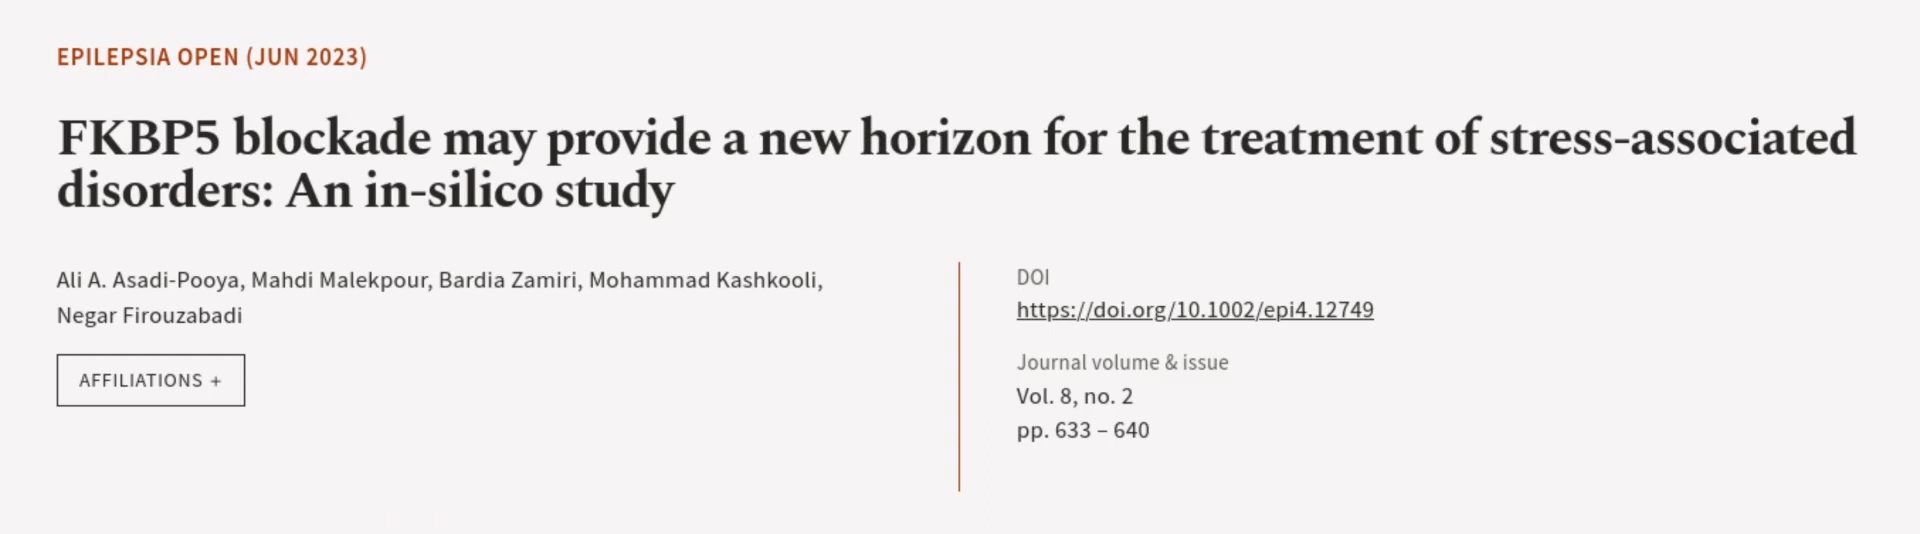 EPILEPSIA OPEN (JUN 2023)
FKBP5 blockade may provide a new horizon for the treatment of stress-associated
disorders: An in-silico study
Ali A. Asadi-Pooya, Mahdi Malekpour, Bardia Zamiri, Mohammad Kashkooli,
Negar Firouzabadi
AFFILIATIONS +
DOI
https://doi.org/10.1002/epi4.12749
Journal volume & issue
Vol. 8, no. 2
pp. 633 – 640